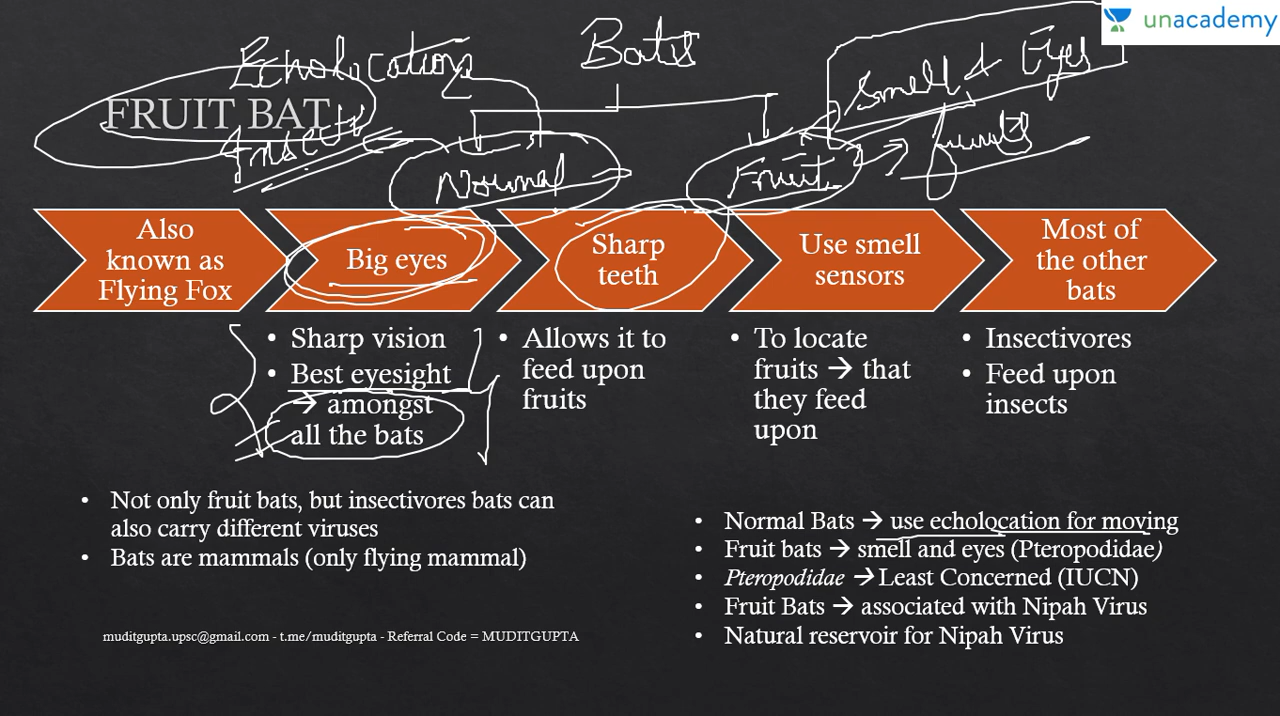 unacademy
Echolocation
Bats
Smell & Eyes
FRUIT BAT
Insects
Normal
Fruit → fruits
Also
known as
Flying Fox
Big eyes
Sharp
teeth
Use smell
sensors
Most of
the other
bats
• Sharp vision
• Best eyesight
→ amongst
all the bats
• Allows it to
feed upon
fruits
• To locate
fruits → that
they feed
upon
• Insectivores
• Feed upon
insects
• Not only fruit bats, but insectivores bats can
also carry different viruses
• Bats are mammals (only flying mammal)
• Normal Bats → use echolocation for moving
• Fruit bats → smell and eyes (Pteropodidae)
• Pteropodidae → Least Concerned (IUCN)
• Fruit Bats → associated with Nipah Virus
• Natural reservoir for Nipah Virus
muditgupta.upsc@gmail.com - t.me/muditgupta - Referral Code = MUDITGUPTA